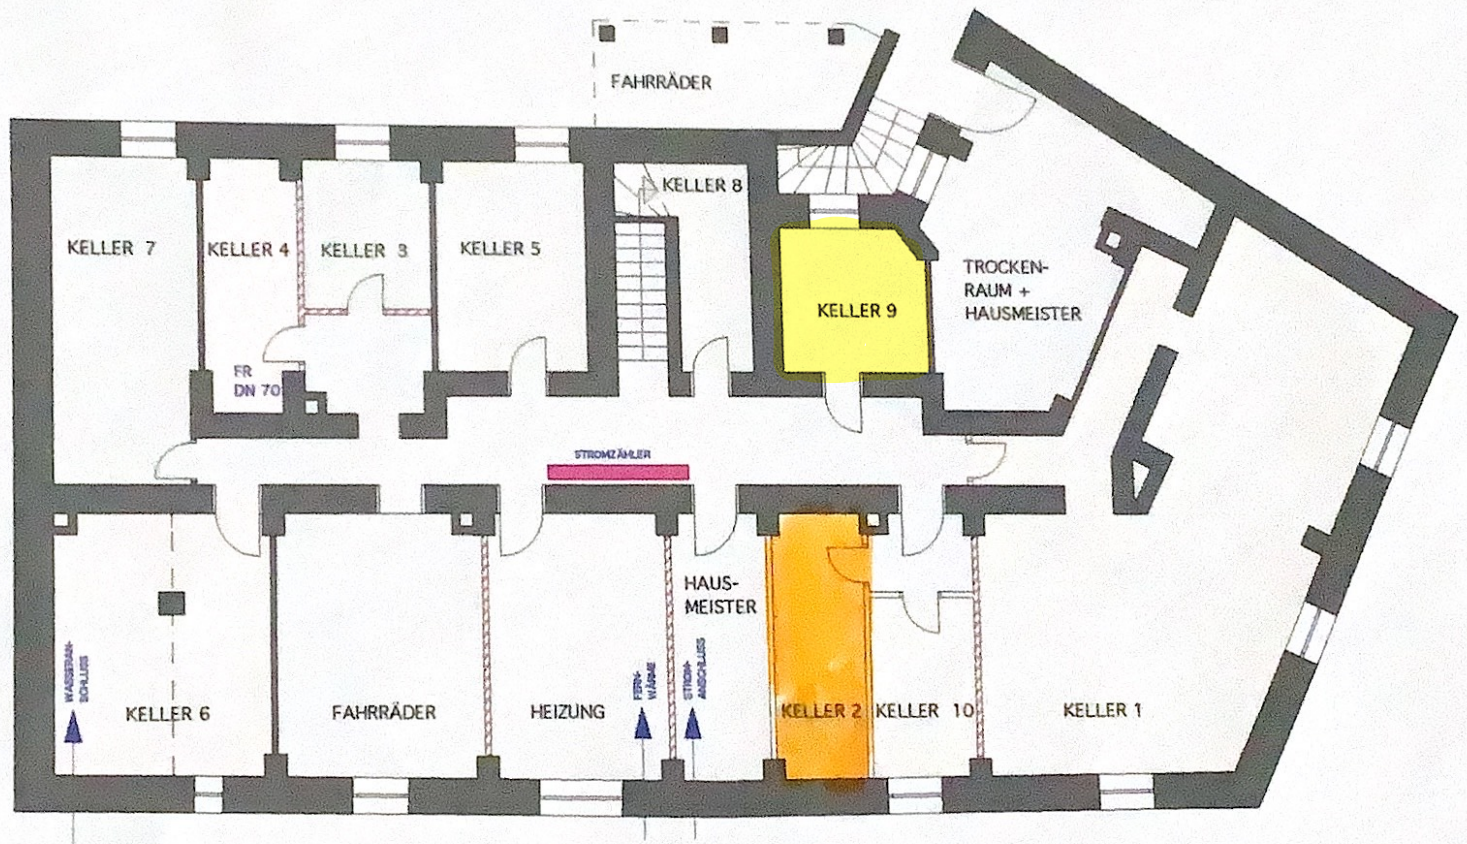 FAHRRÄDER
KELLER 8
KELLER 7
KELLER 4
KELLER 3
KELLER 5
TROCKEN-
RAUM +
HAUSMEISTER
KELLER 9
FR
DN 70
STROMZÄHLER
HAUS-
MEISTER
WASSERAN-
SCHLUSS
FERN-
WÄRME
STROM-
ANSCHLUSS
KELLER 6
FAHRRÄDER
HEIZUNG
KELLER 2
KELLER 10
KELLER 1